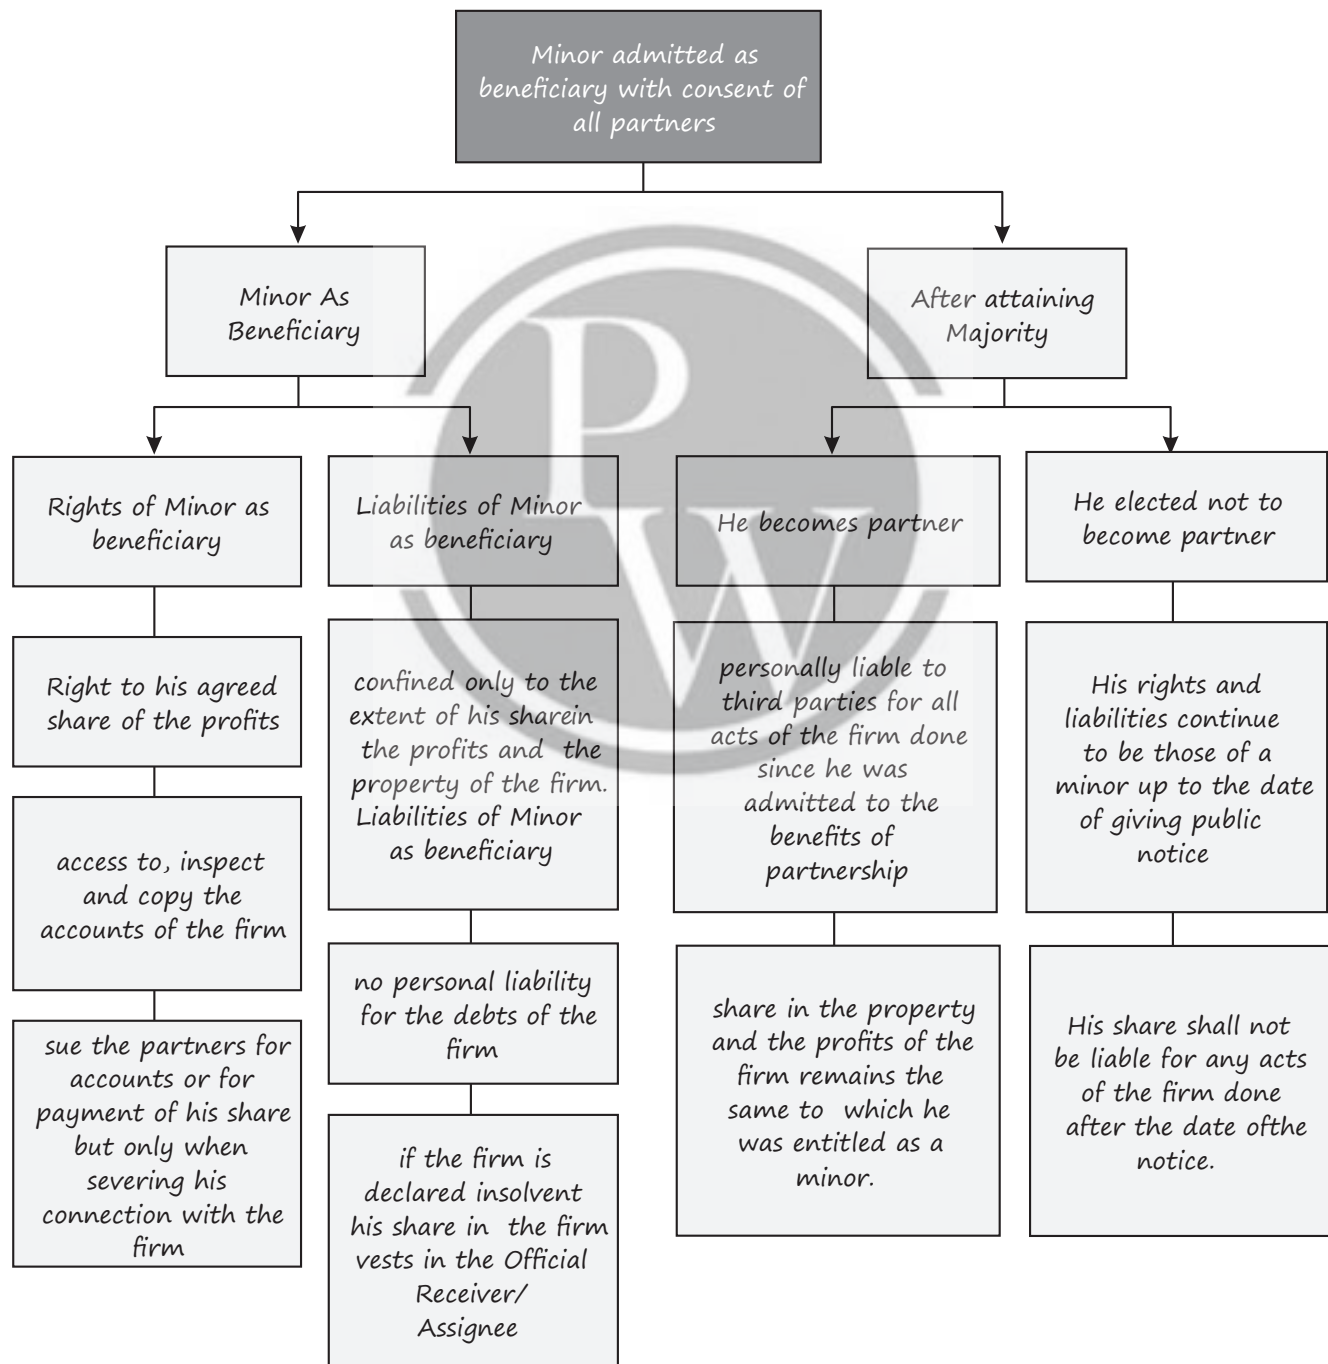 Minor admitted as
beneficiary with consent of
all partners
Minor As
Beneficiary
After attaining
Majority
Rights of Minor as
beneficiary
Liabilities of Minor
as beneficiary
He becomes partner
He elected not to
become partner
Right to his agreed
share of the profits
access to, inspect
and copy the
accounts of the firm
sue the partners for
accounts or for
payment of his share
but only when
severing his
connection with the
firm
confined only to the
extent of his sharein
the profits and the
property of the firm.
Liabilities of Minor
as beneficiary
no personal liability
for the debts of the
firm
if the firm is
declared insolvent
his share in the firm
vests in the Official
Receiver/
Assignee
personally liable to
third parties for all
acts of the firm done
since he was
admitted to the
benefits of
partnership
share in the property
and the profits of the
firm remains the
same to which he
was entitled as a
minor.
His rights and
liabilities continue
to be those of a
minor up to the date
of giving public
notice
His share shall not
be liable for any acts
of the firm done
after the date ofthe
notice.
P
W